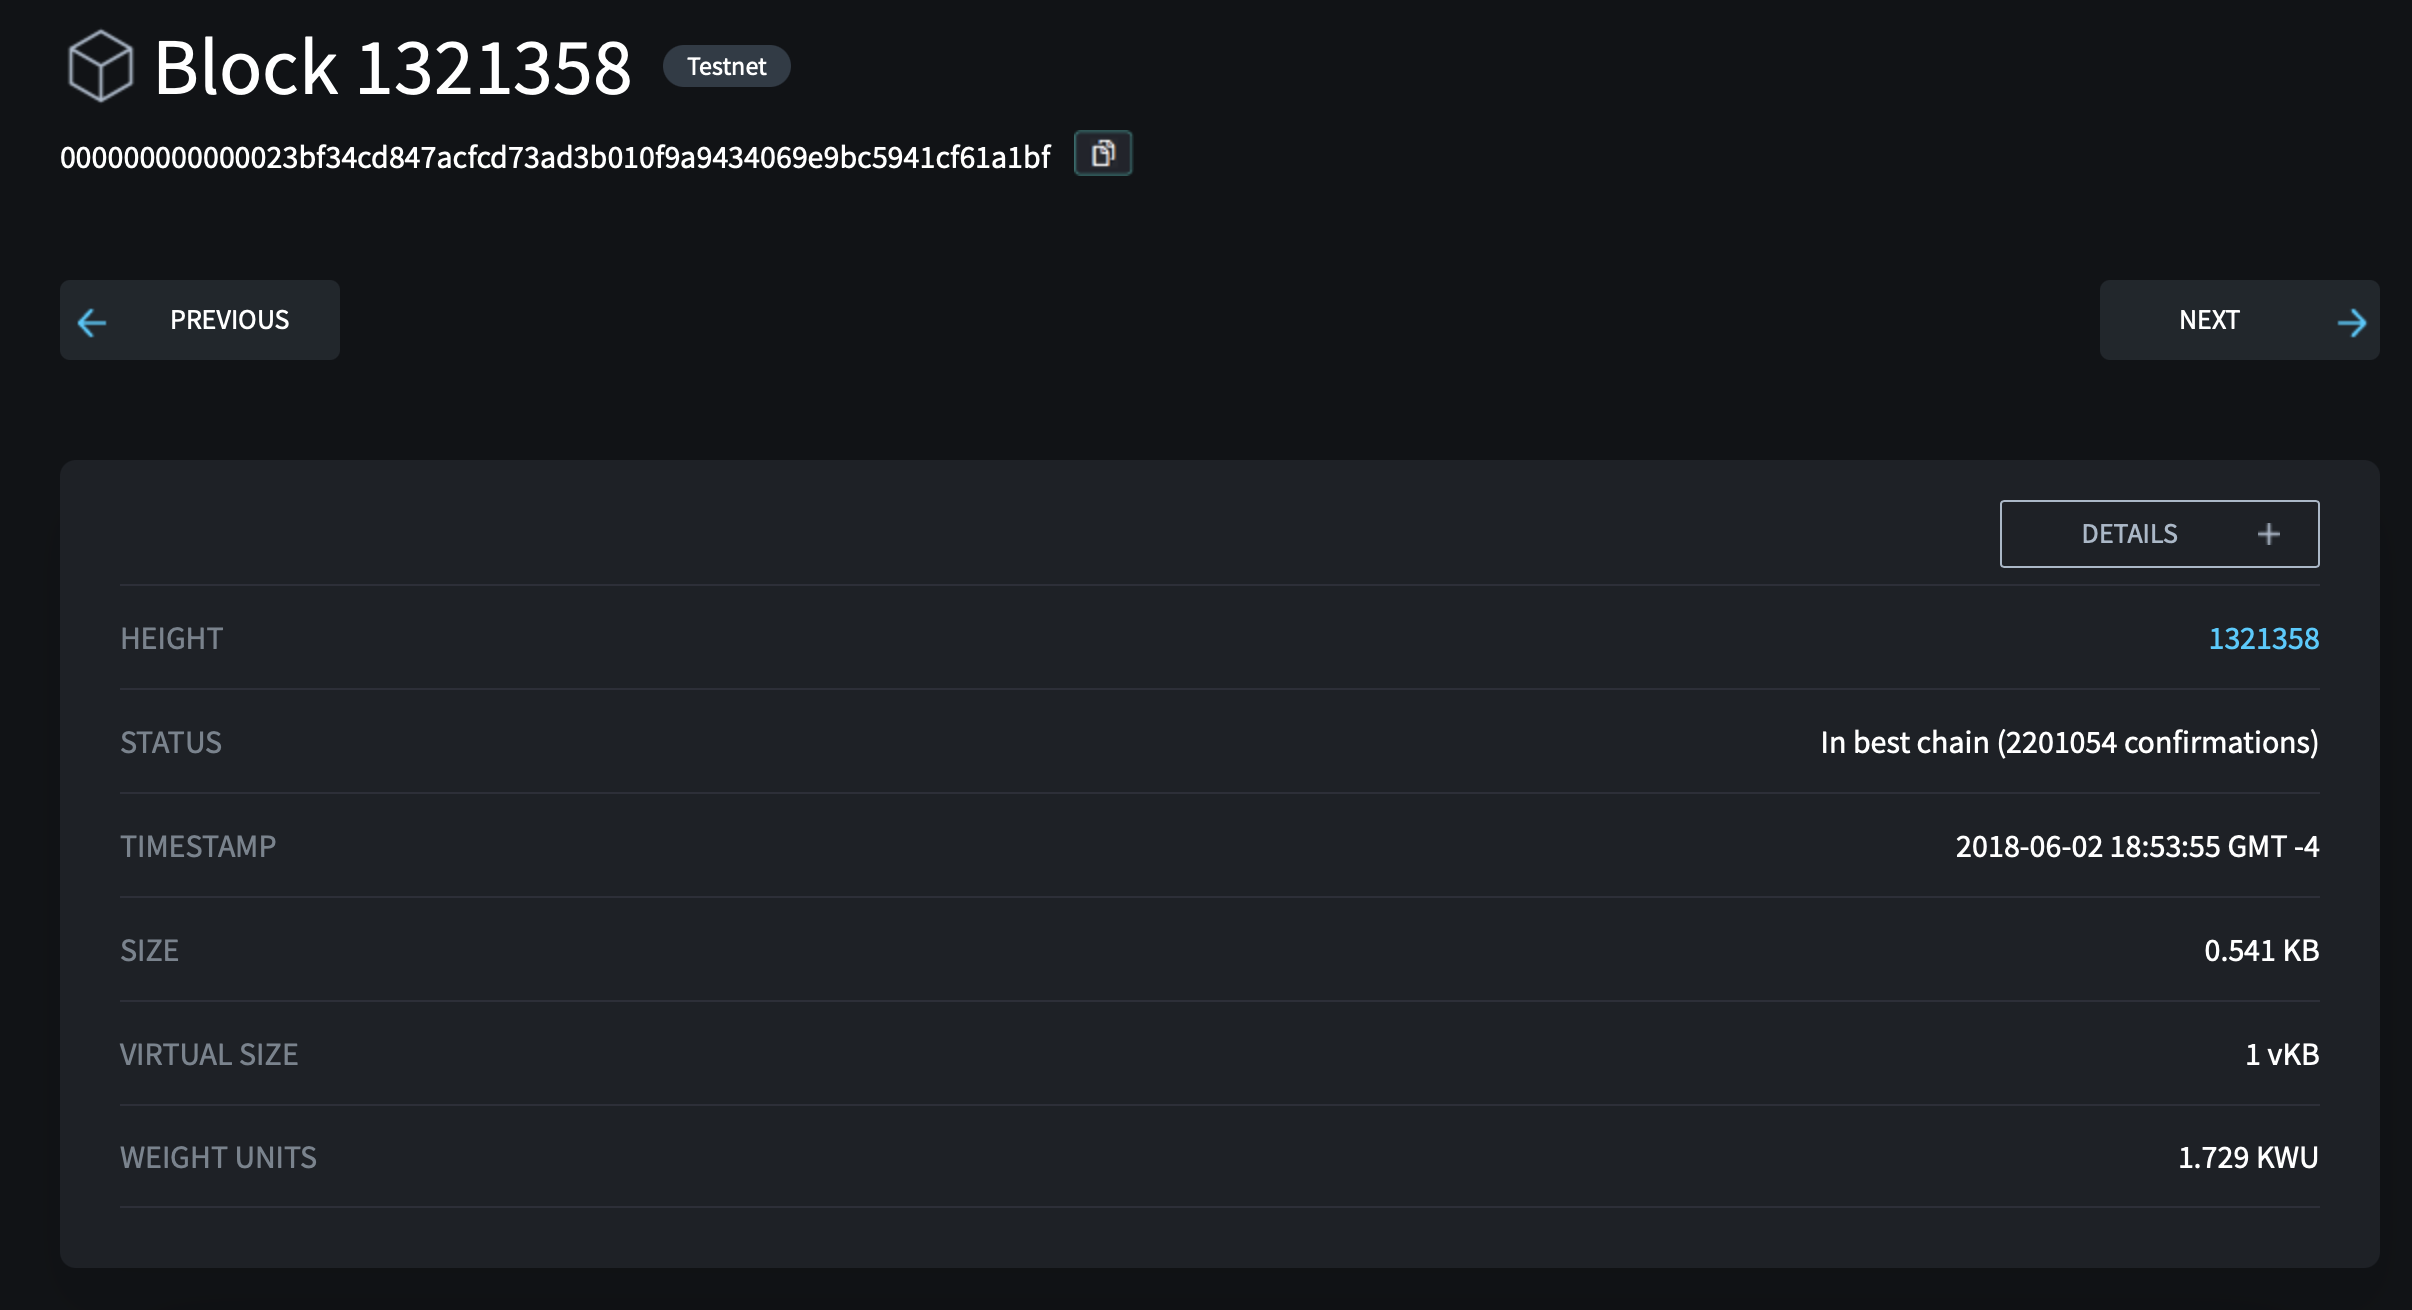 Block 1321358 Testnet
000000000000023bf34cd847acfcd73ad3b010f9a9434069e9bc5941cf61a1bf
PREVIOUS
NEXT
DETAILS +
HEIGHT 1321358
STATUS In best chain (2201054 confirmations)
TIMESTAMP 2018-06-02 18:53:55 GMT -4
SIZE 0.541 KB
VIRTUAL SIZE 1 vKB
WEIGHT UNITS 1.729 KWU